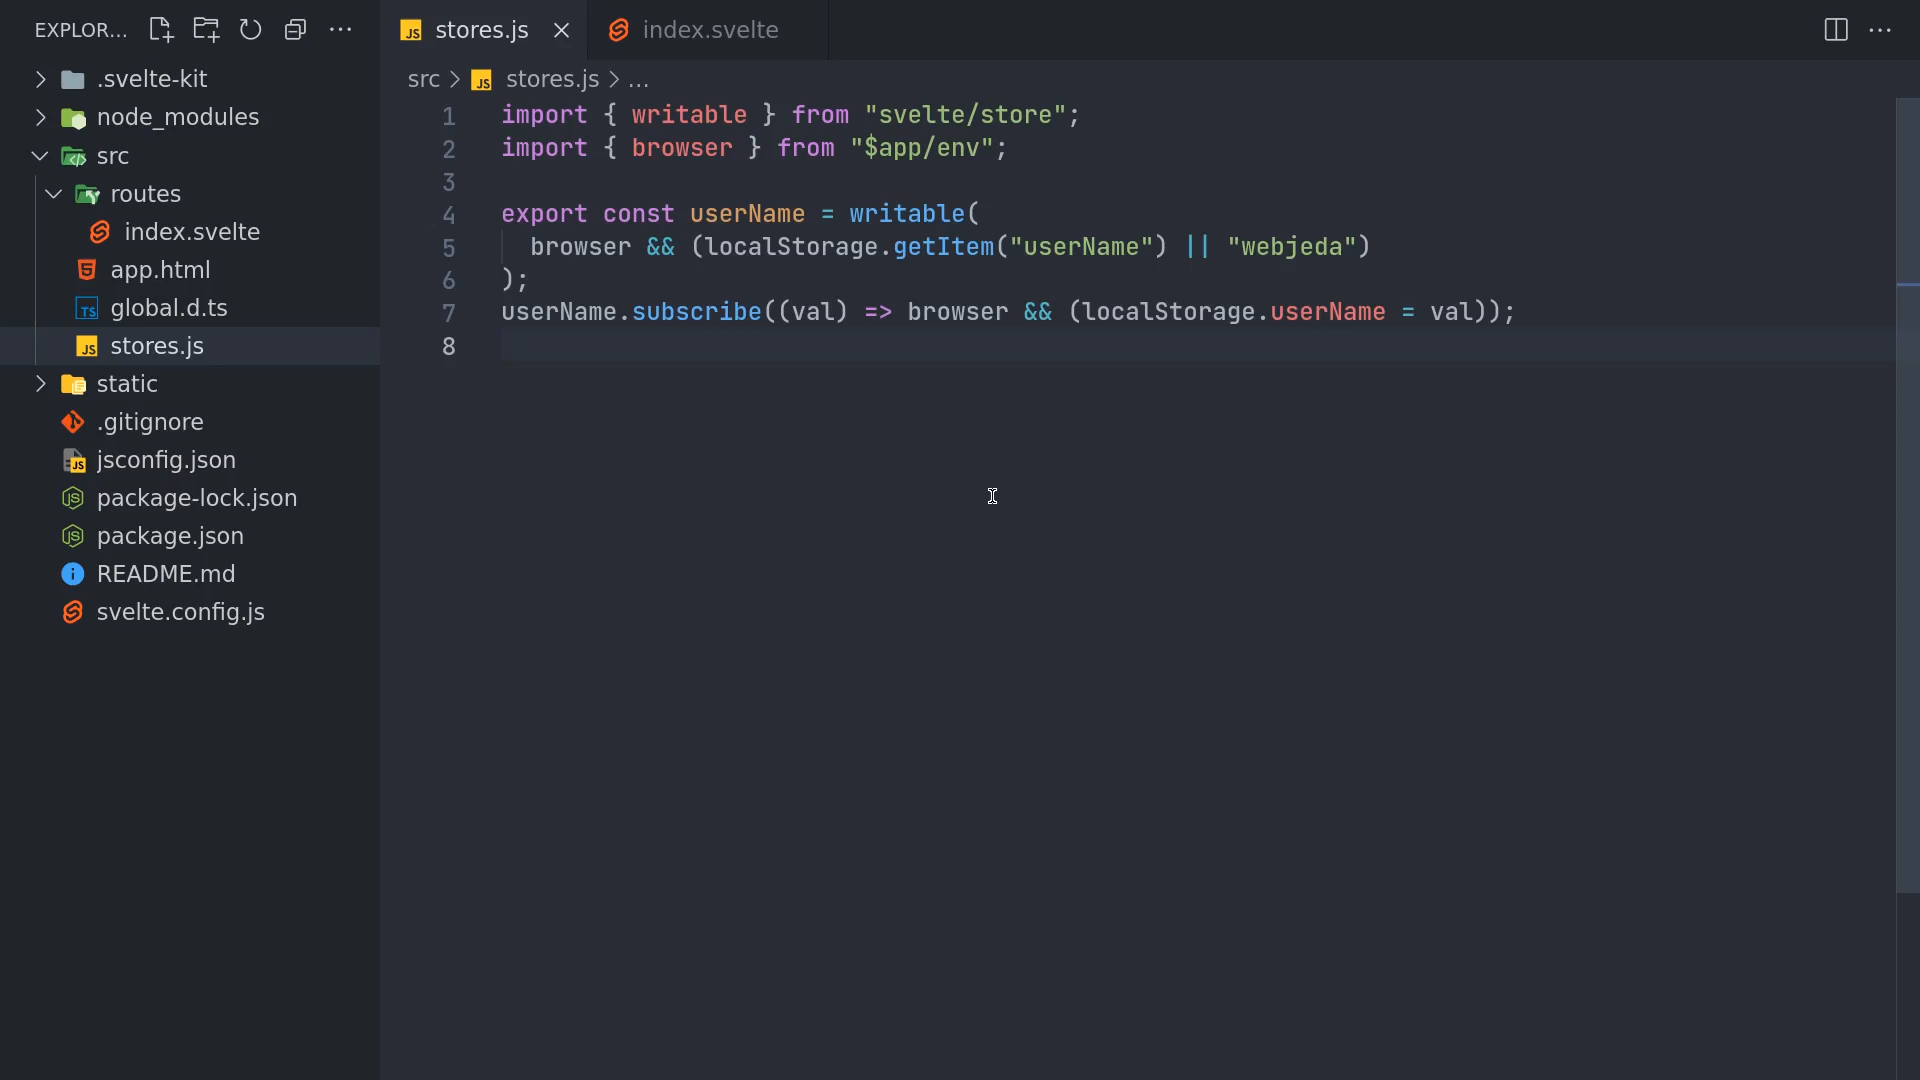 EXPLOR...
.svelte-kit
node_modules
src
routes
index.svelte
app.html
global.d.ts
stores.js
static
.gitignore
jsconfig.json
package-lock.json
package.json
README.md
svelte.config.js
stores.js
index.svelte
src > stores.js > ...
1 import { writable } from "svelte/store";
2 import { browser } from "$app/env";
3
4 export const userName = writable(
5   browser && (localStorage.getItem("userName") || "webjeda")
6 );
7 userName.subscribe((val) => browser && (localStorage.userName = val));
8